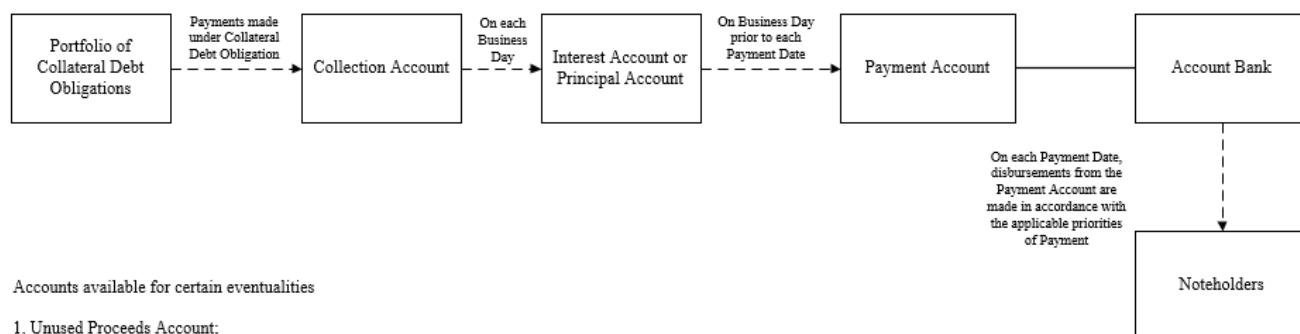 Portfolio of
Collateral Debt
Obligations
Payments made
under Collateral
Debt Obligation
Collection Account
On each
Business
Day
Interest Account or
Principal Account
On Business Day
prior to each
Payment Date
Payment Account
Account Bank
On each Payment Date,
disbursements from the
Payment Account are
made in accordance with
the applicable priorities
of Payment
Noteholders
Accounts available for certain eventualities
1. Unused Proceeds Account;